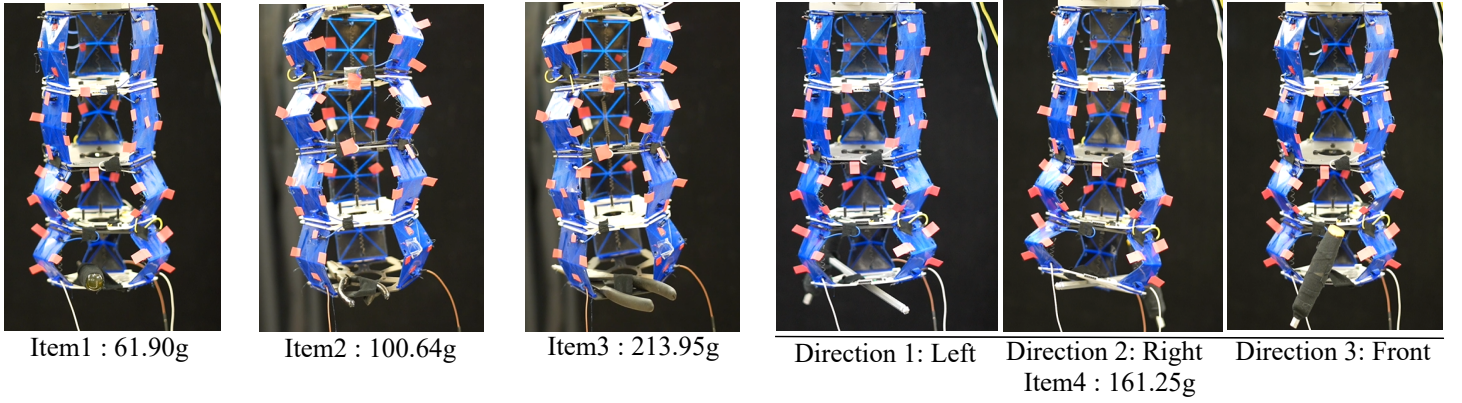 Item1 : 61.90g
Item2 : 100.64g
Item3 : 213.95g
Direction 1: Left
Direction 2: Right
Direction 3: Front
Item4 : 161.25g